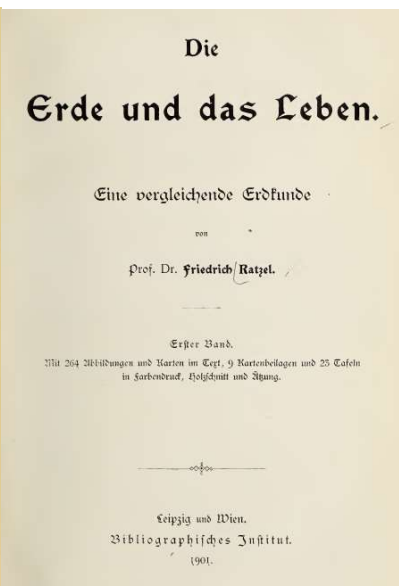 Die
Erde und das Leben.
Eine vergleichende Erdkunde
von
Prof. Dr. Friedrich Ratzel.
Erster Band.
Mit 264 Abbildungen und Karten im Text, 9 Kartenbeilagen und 23 Tafeln
in Farbendruck, Holzschnitt und Ätzung.
Leipzig und Wien.
Bibliographisches Institut.
1901.